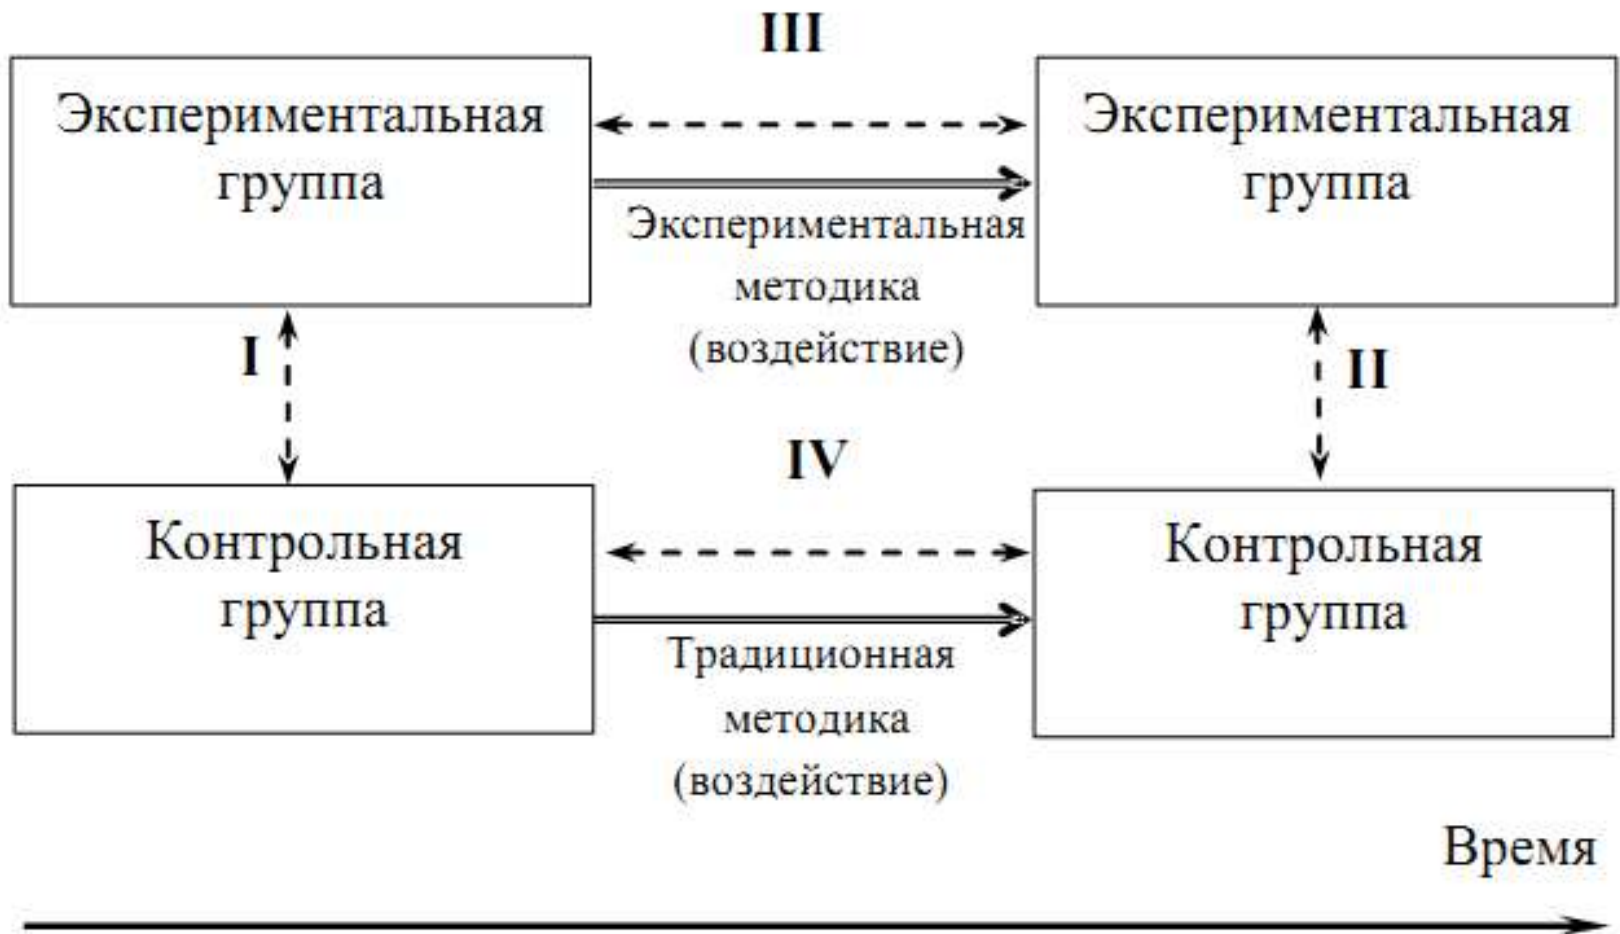 III
Экспериментальная
группа
Экспериментальная
группа
Экспериментальная
методика
(воздействие)
I
II
IV
Контрольная
группа
Контрольная
группа
Традиционная
методика
(воздействие)
Время